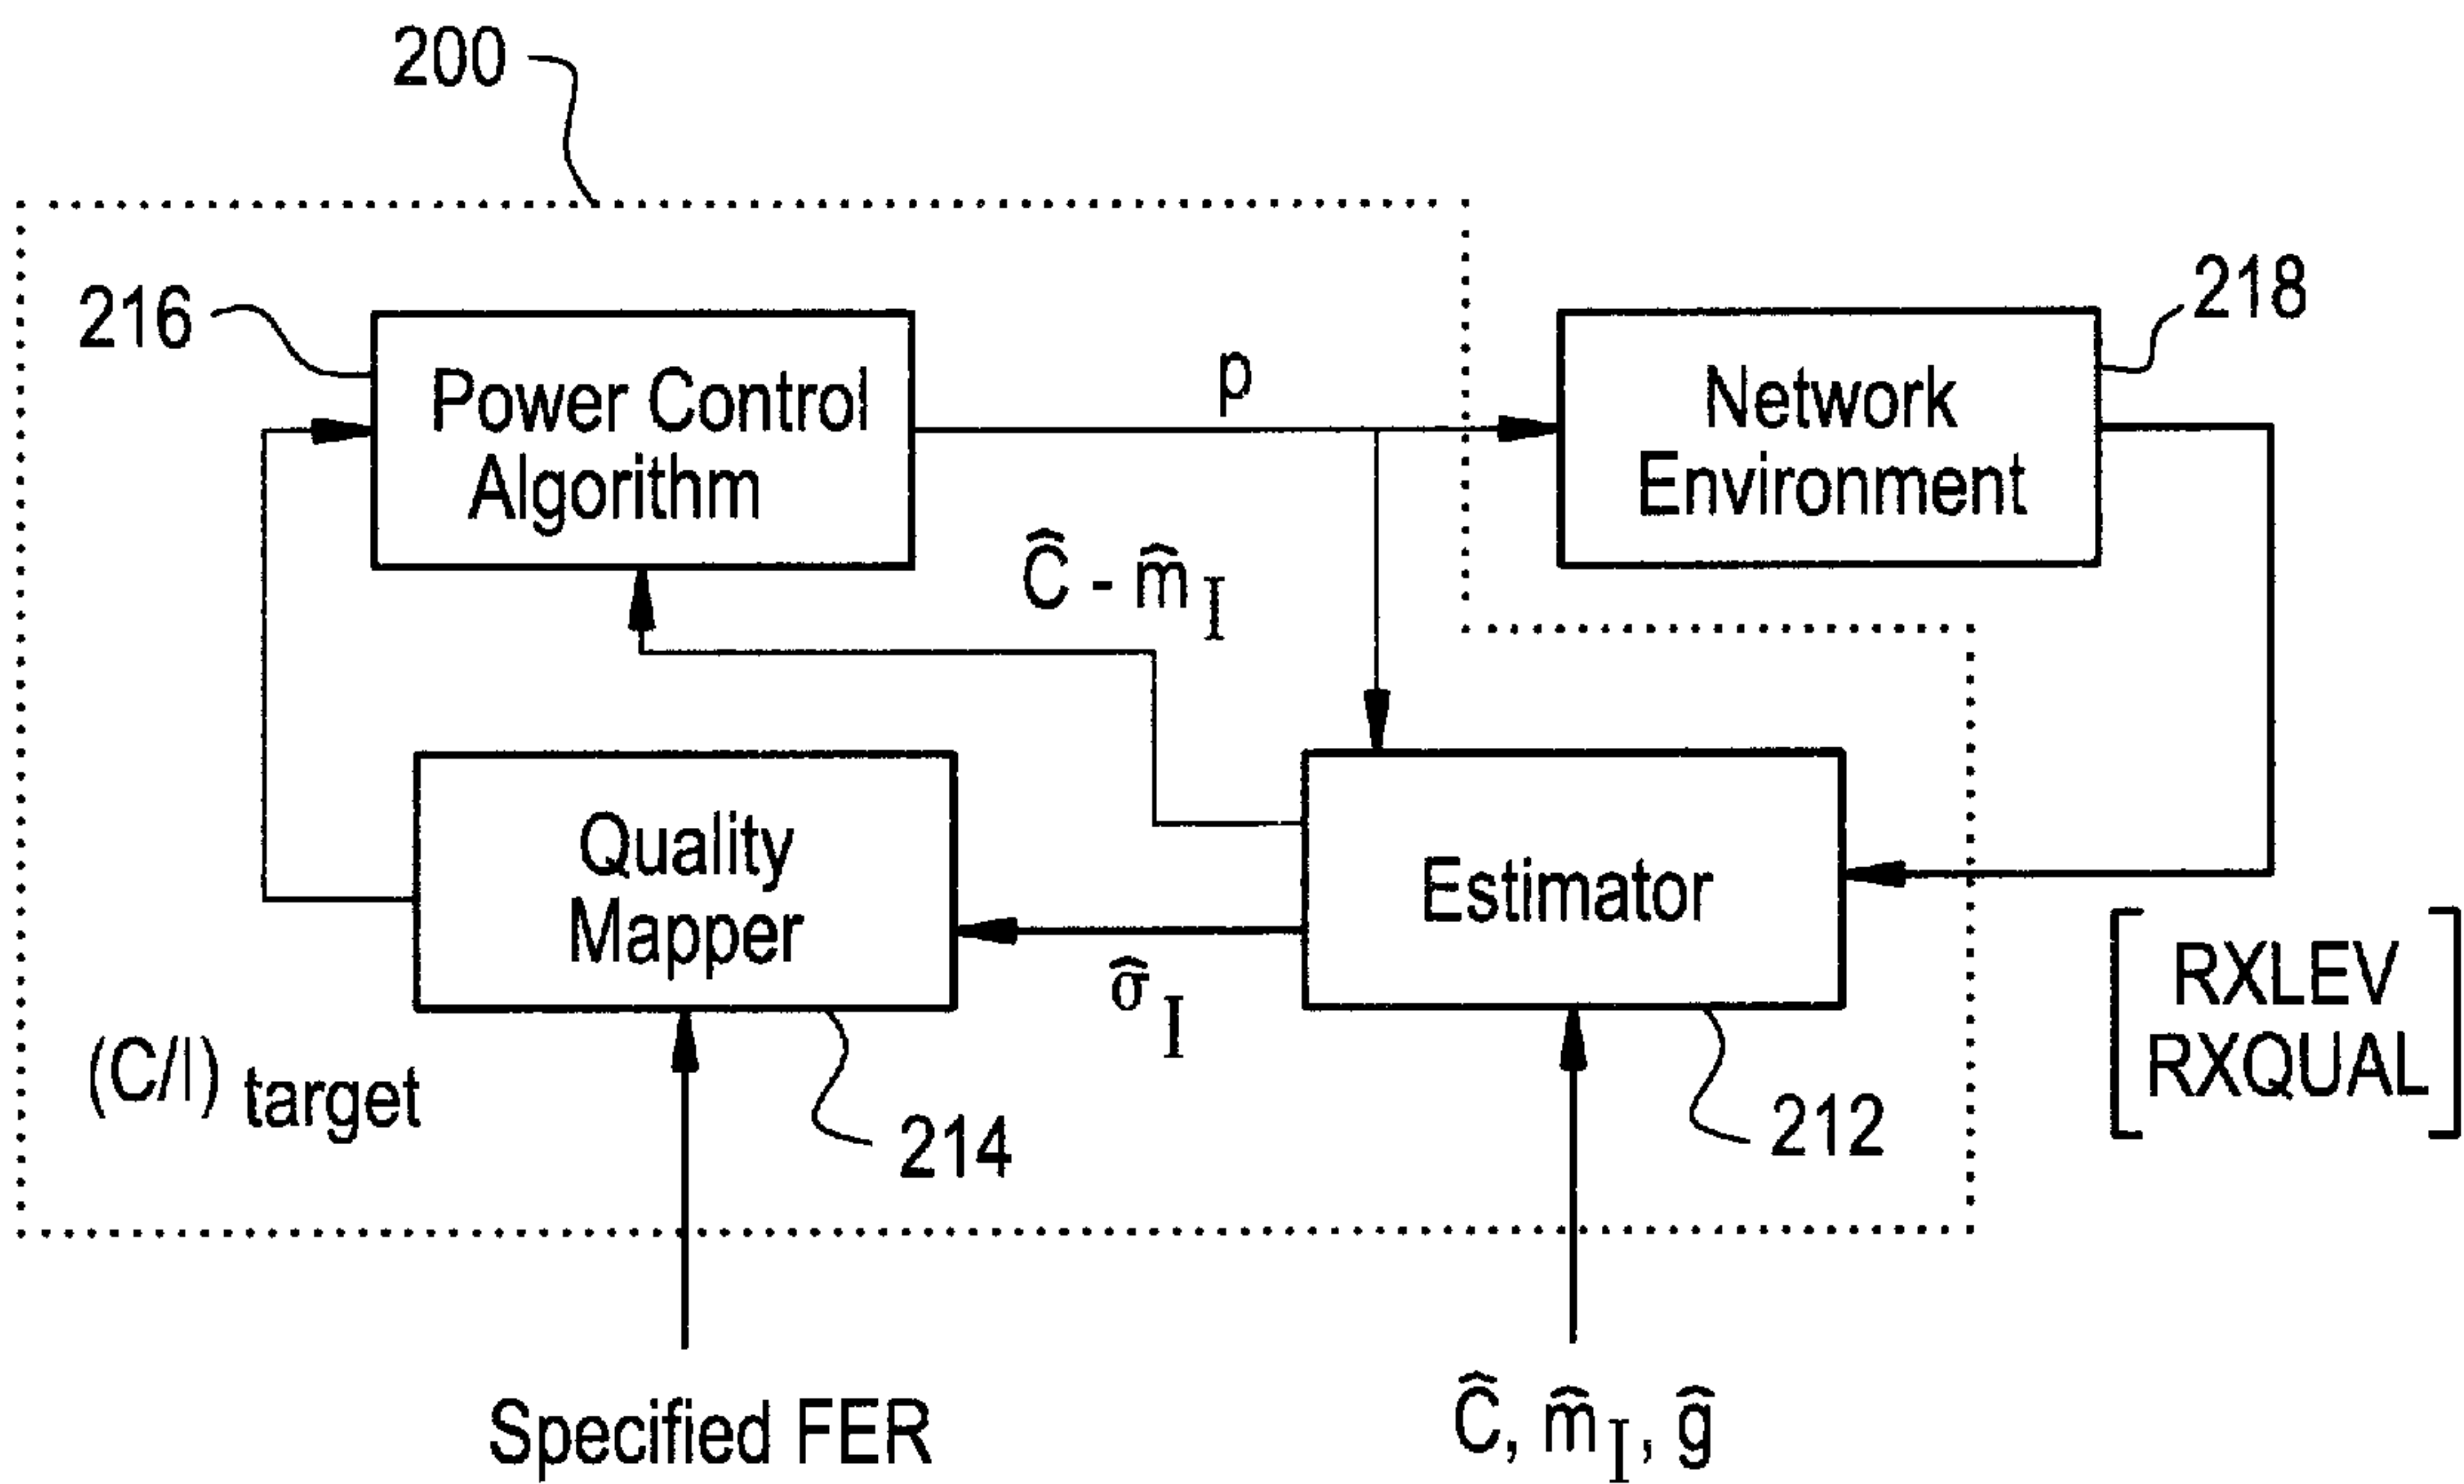 200
216
218
Power Control
Algorithm
p
Network
Environment
Ĉ - m̂ I
Quality
Mapper
Estimator
σ̂ I
RXLEV
RXQUAL
(C/I) target
214
212
Specified FER
Ĉ, m̂ I, ĝ